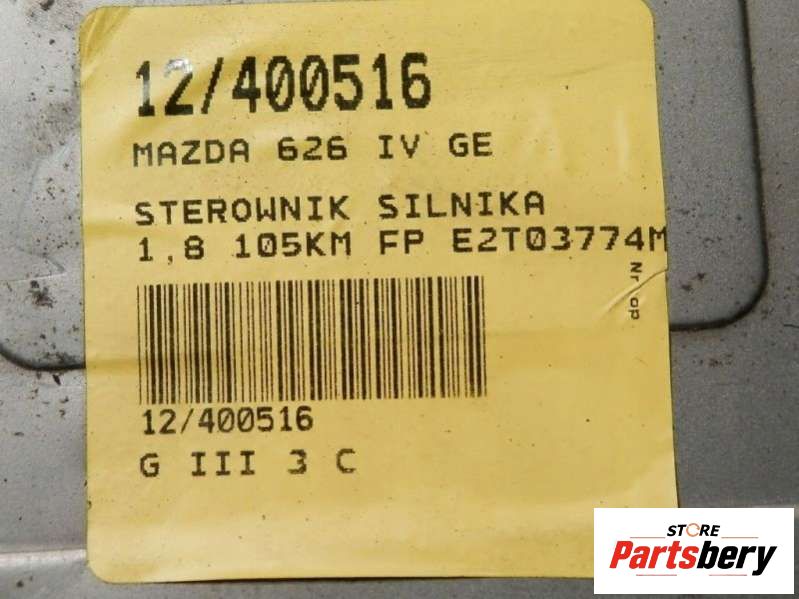 12/400516
MAZDA 626 IV GE
STEROWNIK SILNIKA
1,8 105KM FP E2T03774M
Nr op
12/400516
G III 3 C
STORE
Partsbery